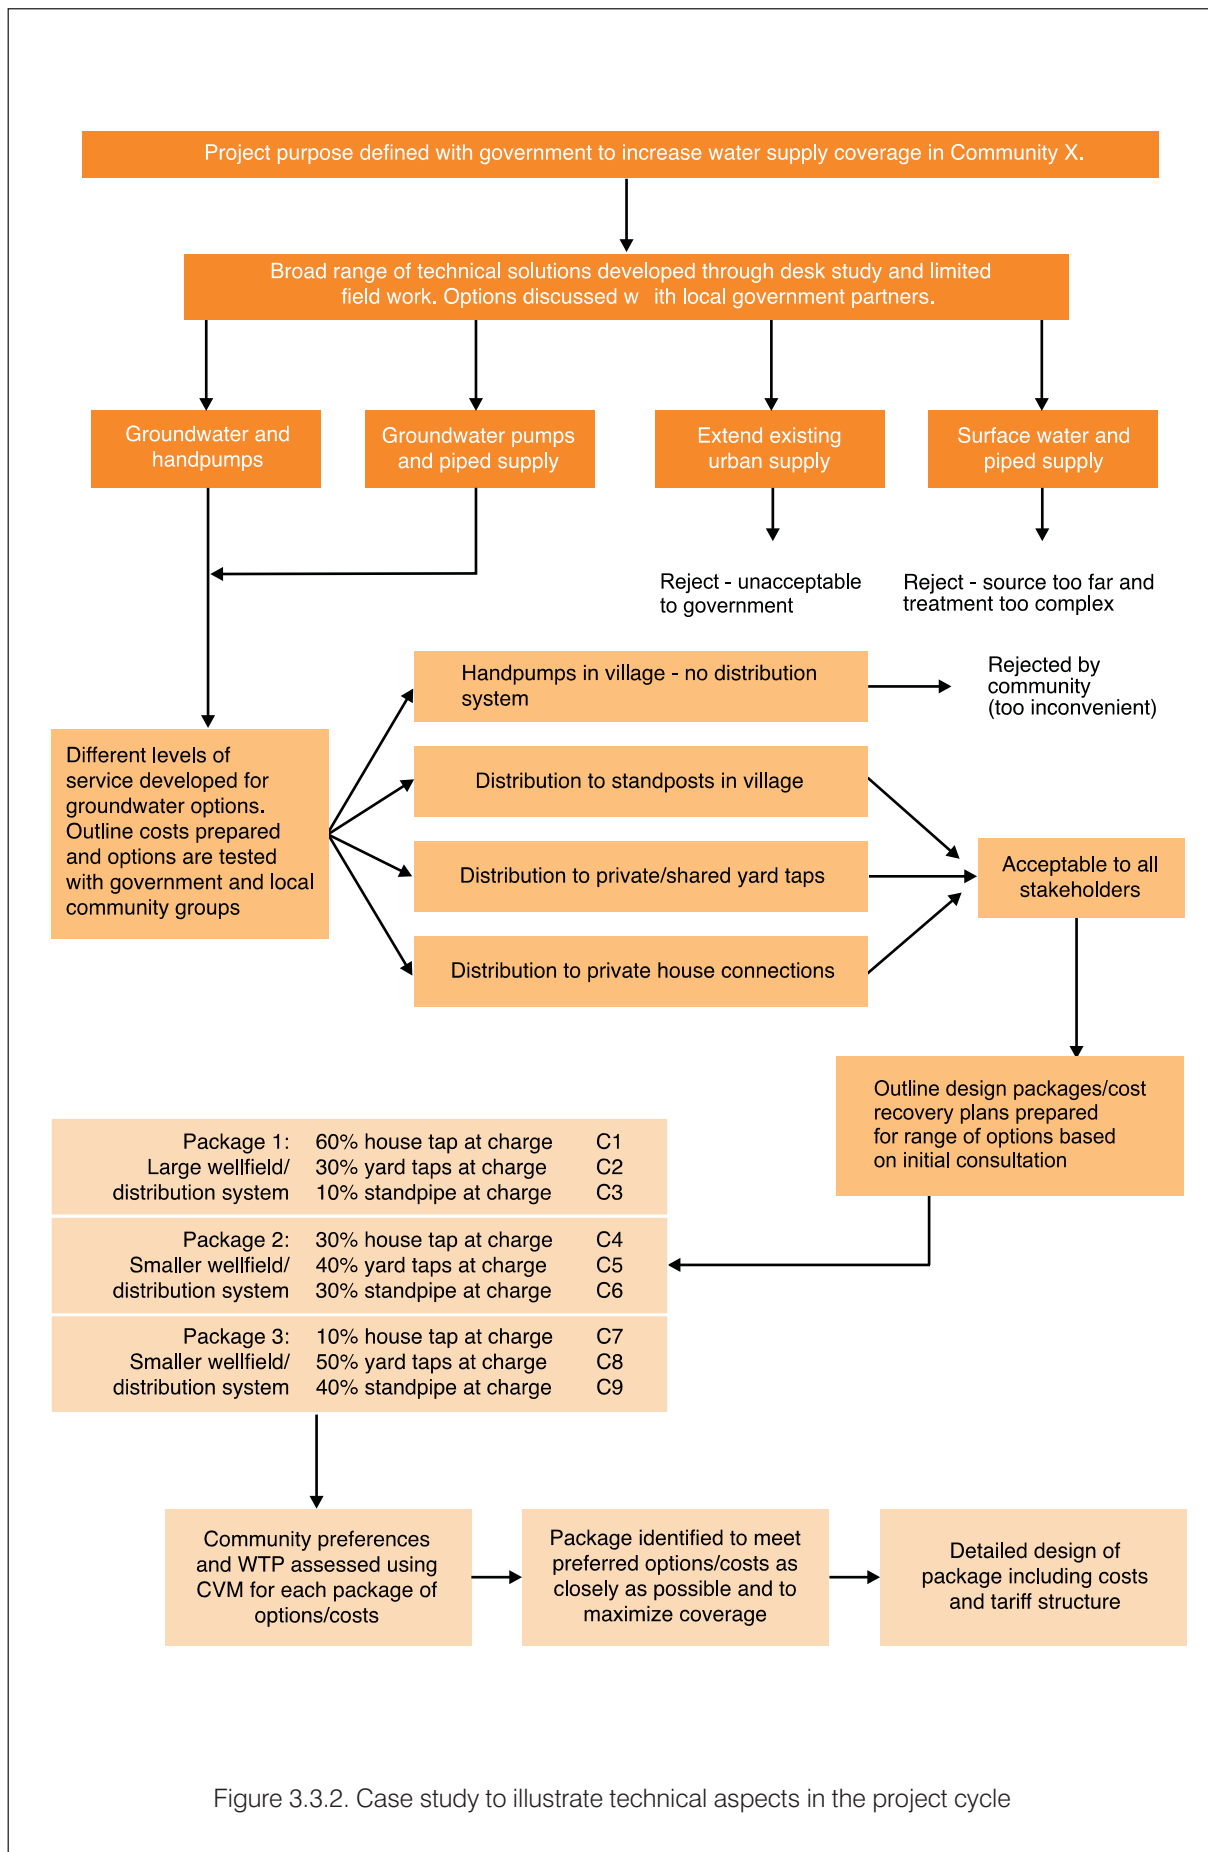 Project purpose defined with government to increase water supply coverage in Community X.
Broad range of technical solutions developed through desk study and limited
field work. Options discussed w ith local government partners.
Groundwater and
handpumps
Groundwater pumps
and piped supply
Extend existing
urban supply
Surface water and
piped supply
Reject - unacceptable
to government
Reject - source too far and
treatment too complex
Handpumps in village - no distribution
system
Rejected by
community
(too inconvenient)
Different levels of
service developed for
groundwater options.
Outline costs prepared
and options are tested
with government and local
community groups
Distribution to standposts in village
Distribution to private/shared yard taps
Distribution to private house connections
Acceptable to all
stakeholders
Outline design packages/cost
recovery plans prepared
for range of options based
on initial consultation
Package 1: 60% house tap at charge C1
Large wellfield/ 30% yard taps at charge C2
distribution system 10% standpipe at charge C3
Package 2: 30% house tap at charge C4
Smaller wellfield/ 40% yard taps at charge C5
distribution system 30% standpipe at charge C6
Package 3: 10% house tap at charge C7
Smaller wellfield/ 50% yard taps at charge C8
distribution system 40% standpipe at charge C9
Community preferences
and WTP assessed using
CVM for each package of
options/costs
Package identified to meet
preferred options/costs as
closely as possible and to
maximize coverage
Detailed design of
package including costs
and tariff structure
Figure 3.3.2. Case study to illustrate technical aspects in the project cycle